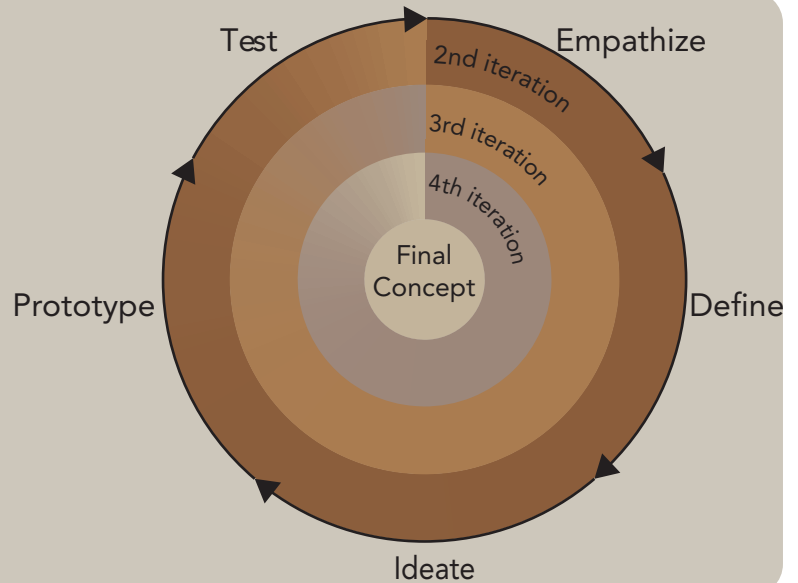 Test
Empathize
2nd iteration
3rd iteration
4th iteration
Final
Concept
Prototype
Define
Ideate